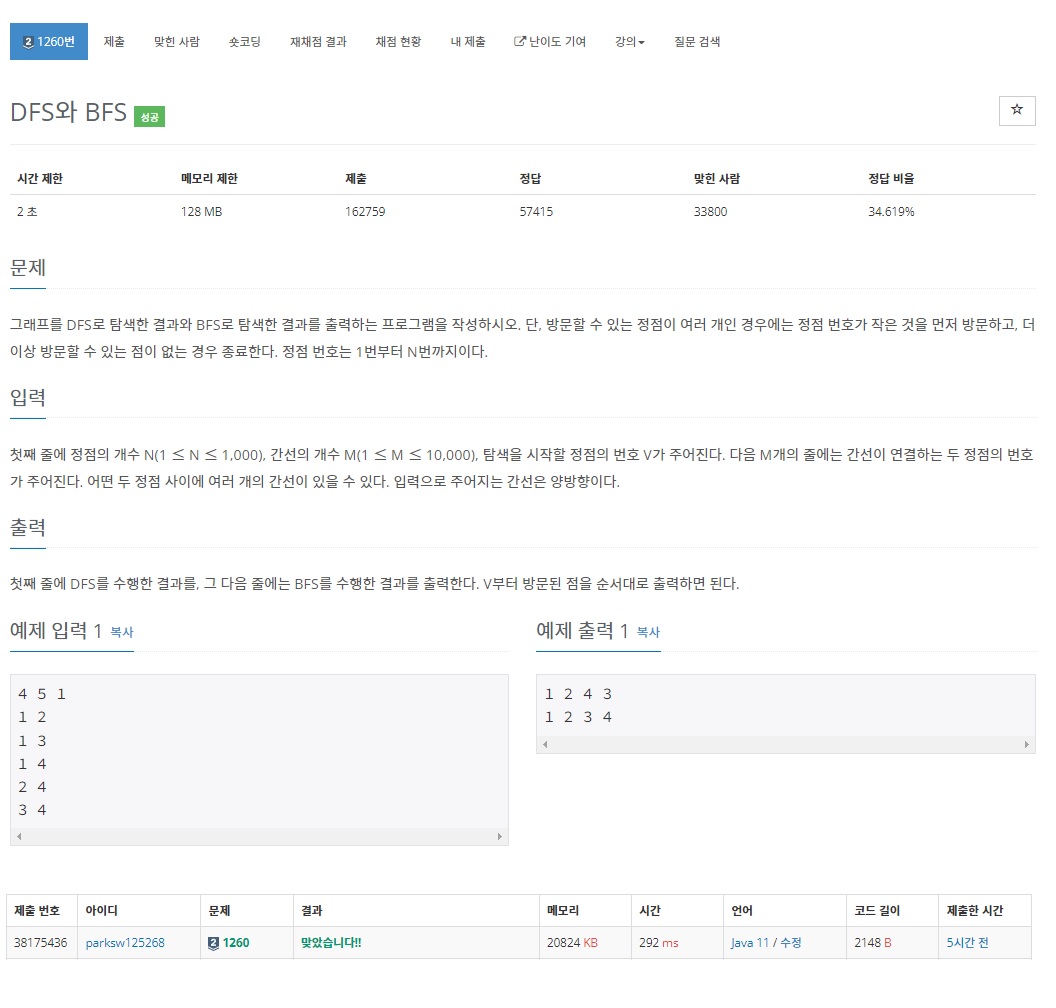 2 1260번 제출 맞힌 사람 숏코딩 재채점 결과 채점 현황 내 제출 난이도 기여 강의 질문 검색
DFS와 BFS 성공
시간 제한 메모리 제한 제출 정답 맞힌 사람 정답 비율
2 초 128 MB 162759 57415 33800 34.619%
문제
그래프를 DFS로 탐색한 결과와 BFS로 탐색한 결과를 출력하는 프로그램을 작성하시오. 단, 방문할 수 있는 정점이 여러 개인 경우에는 정점 번호가 작은 것을 먼저 방문하고, 더
이상 방문할 수 있는 점이 없는 경우 종료한다. 정점 번호는 1번부터 N번까지이다.
입력
첫째 줄에 정점의 개수 N(1 ≤ N ≤ 1,000), 간선의 개수 M(1 ≤ M ≤ 10,000), 탐색을 시작할 정점의 번호 V가 주어진다. 다음 M개의 줄에는 간선이 연결하는 두 정점의 번호
가 주어진다. 어떤 두 정점 사이에 여러 개의 간선이 있을 수 있다. 입력으로 주어지는 간선은 양방향이다.
출력
첫째 줄에 DFS를 수행한 결과를, 그 다음 줄에는 BFS를 수행한 결과를 출력한다. V부터 방문된 점을 순서대로 출력하면 된다.
예제 입력 1 복사
4 5 1
1 2
1 3
1 4
2 4
3 4
예제 출력 1 복사
1 2 4 3
1 2 3 4
제출 번호 아이디 문제 결과 메모리 시간 언어 코드 길이 제출한 시간
38175436 parksw125268 2 1260 맞았습니다!! 20824 KB 292 ms Java 11 / 수정 2148 B 5시간 전